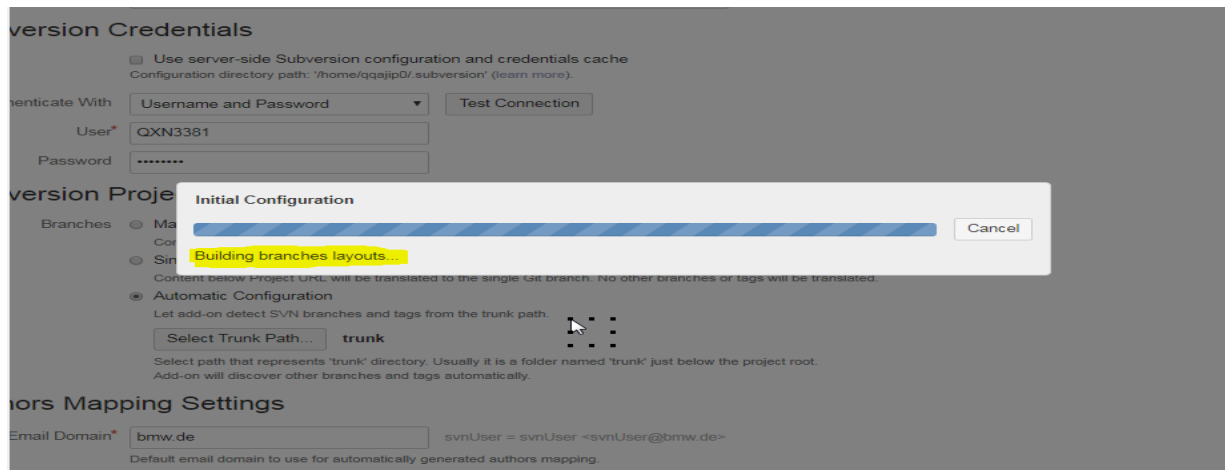 version Credentials
Use server-side Subversion configuration and credentials cache
Configuration directory path: '/home/qqajip0/.subversion' (learn more).
henticate With Username and Password Test Connection
User* QXN3381
Password ••••••••
version Proje
Initial Configuration
Branches Ma
Cancel
Con
Building branches layouts...
Sin
Content below Project URL will be translated to the single Git branch. No other branches or tags will be translated.
Automatic Configuration
Let add-on detect SVN branches and tags from the trunk path.
Select Trunk Path... trunk
Select path that represents 'trunk' directory. Usually it is a folder named 'trunk' just below the project root.
Add-on will discover other branches and tags automatically.
hors Mapping Settings
Email Domain* bmw.de svnUser = svnUser <svnUser@bmw.de>
Default email domain to use for automatically generated authors mapping.